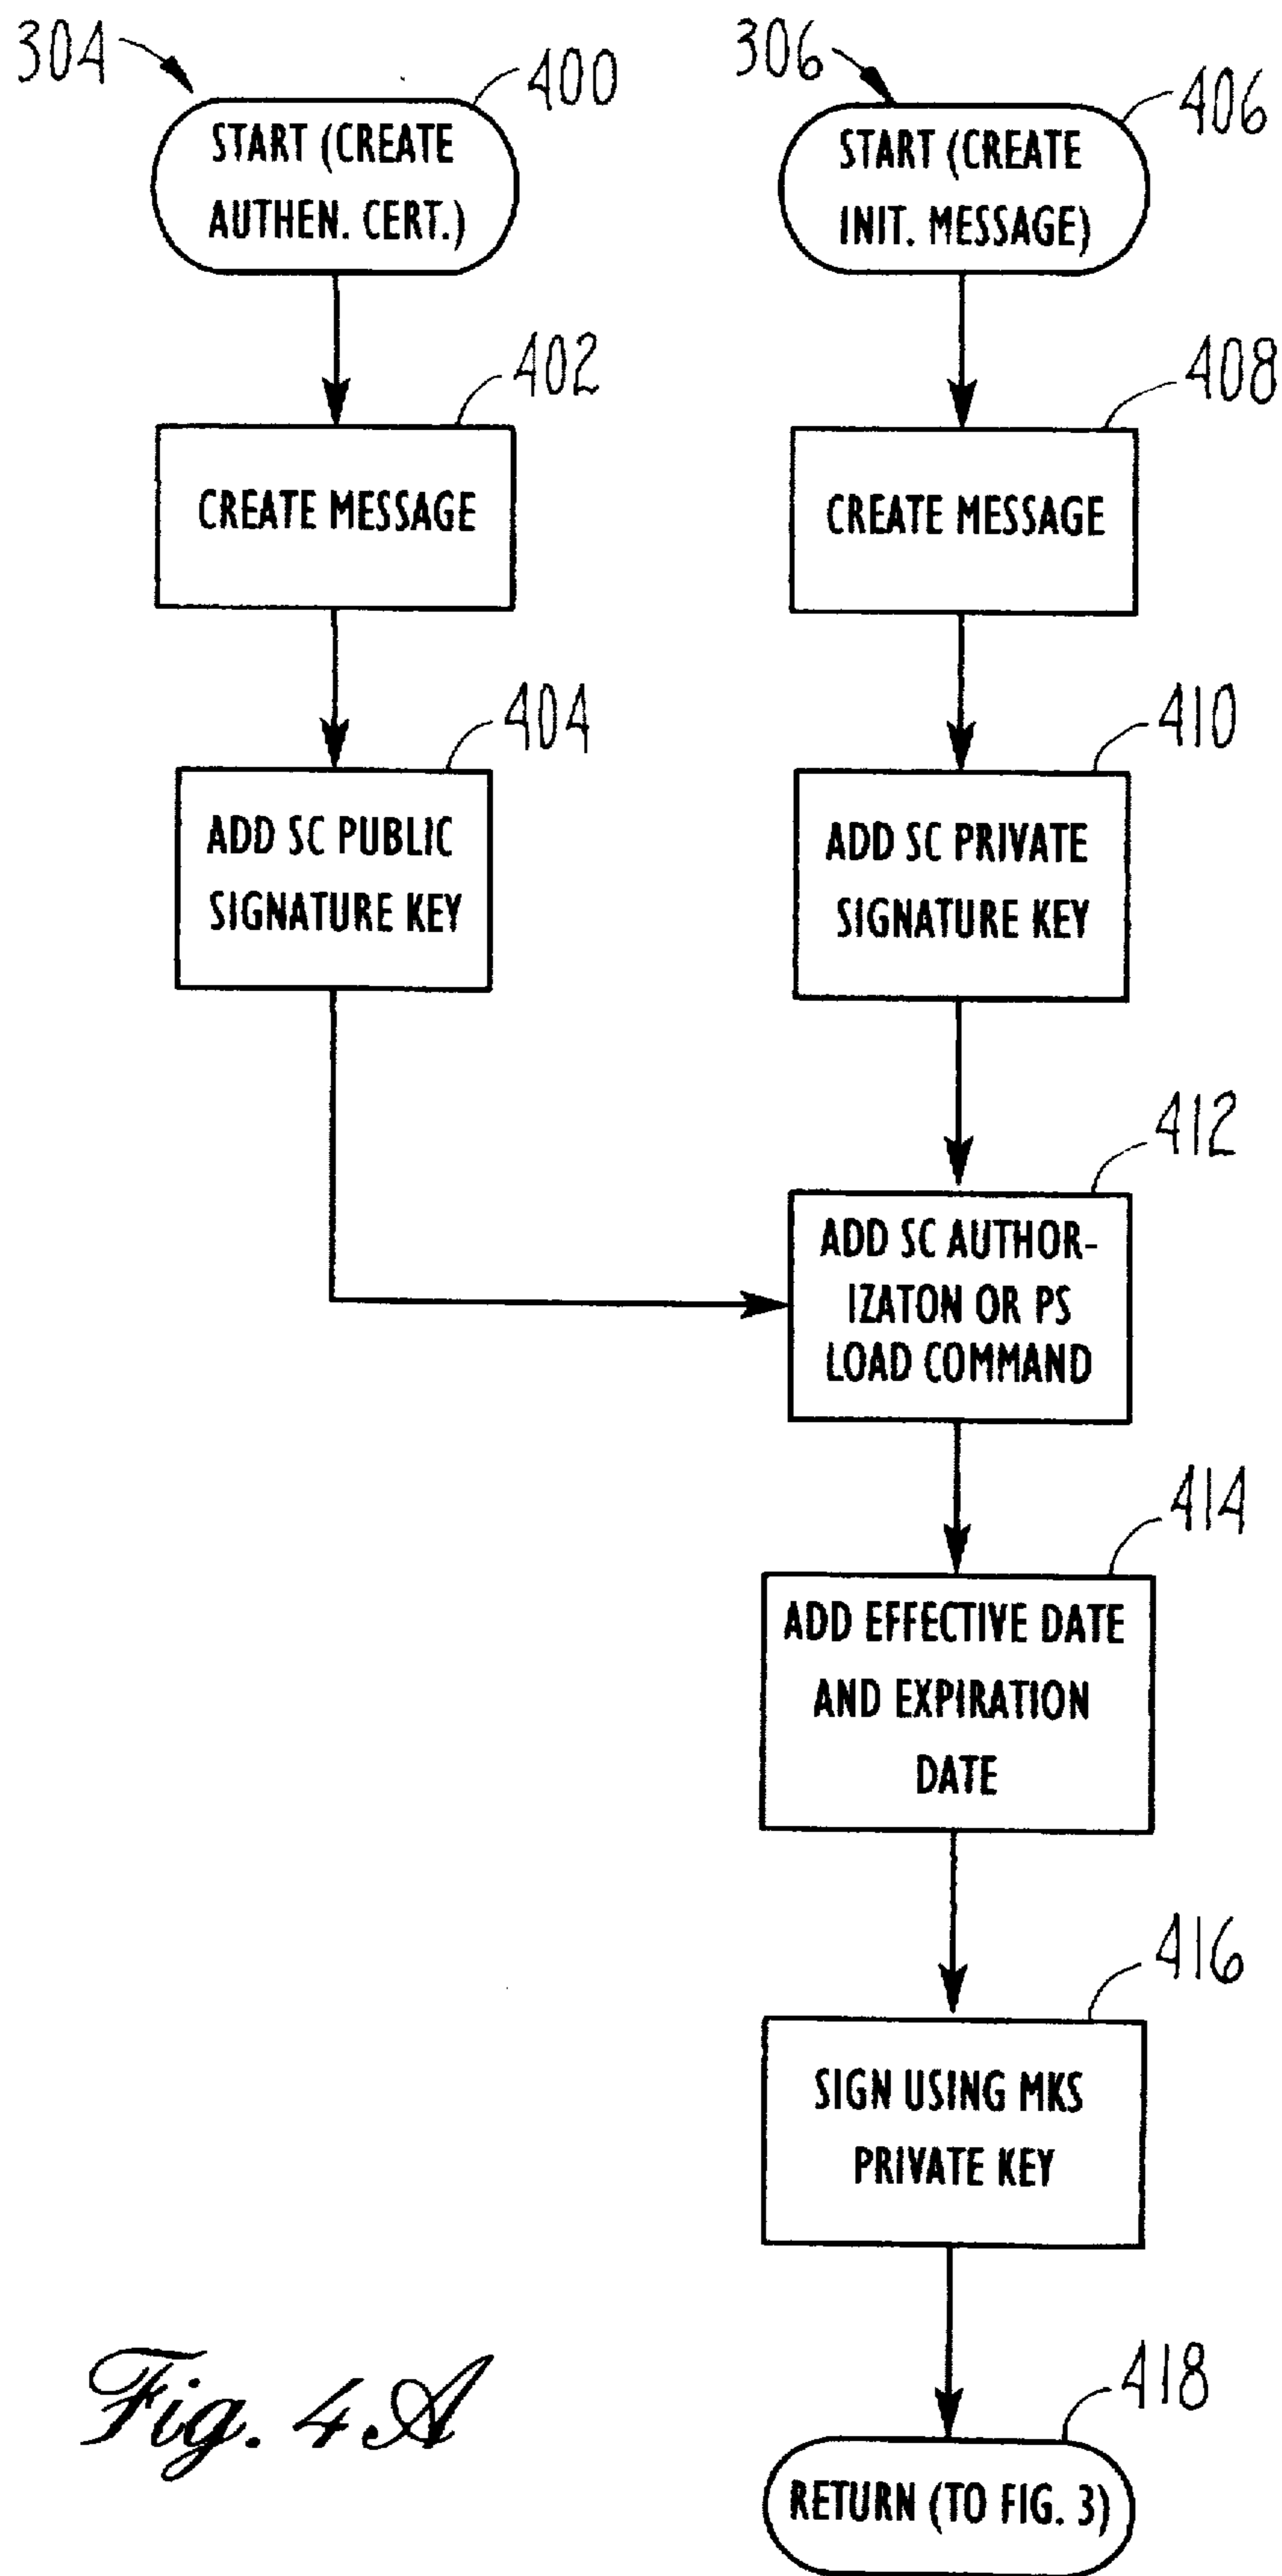 304
400
START (CREATE
AUTHEN. CERT.)
402
CREATE MESSAGE
404
ADD SC PUBLIC
SIGNATURE KEY
306
406
START (CREATE
INIT. MESSAGE)
408
CREATE MESSAGE
410
ADD SC PRIVATE
SIGNATURE KEY
412
ADD SC AUTHOR-
IZATON OR PS
LOAD COMMAND
414
ADD EFFECTIVE DATE
AND EXPIRATION
DATE
416
SIGN USING MKS
PRIVATE KEY
418
RETURN (TO FIG. 3)
Fig. 4A